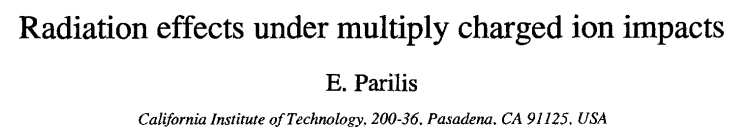 Radiation effects under multiply charged ion impacts
E. Parilis
California Institute of Technology, 200-36, Pasadena, CA 91125, USA